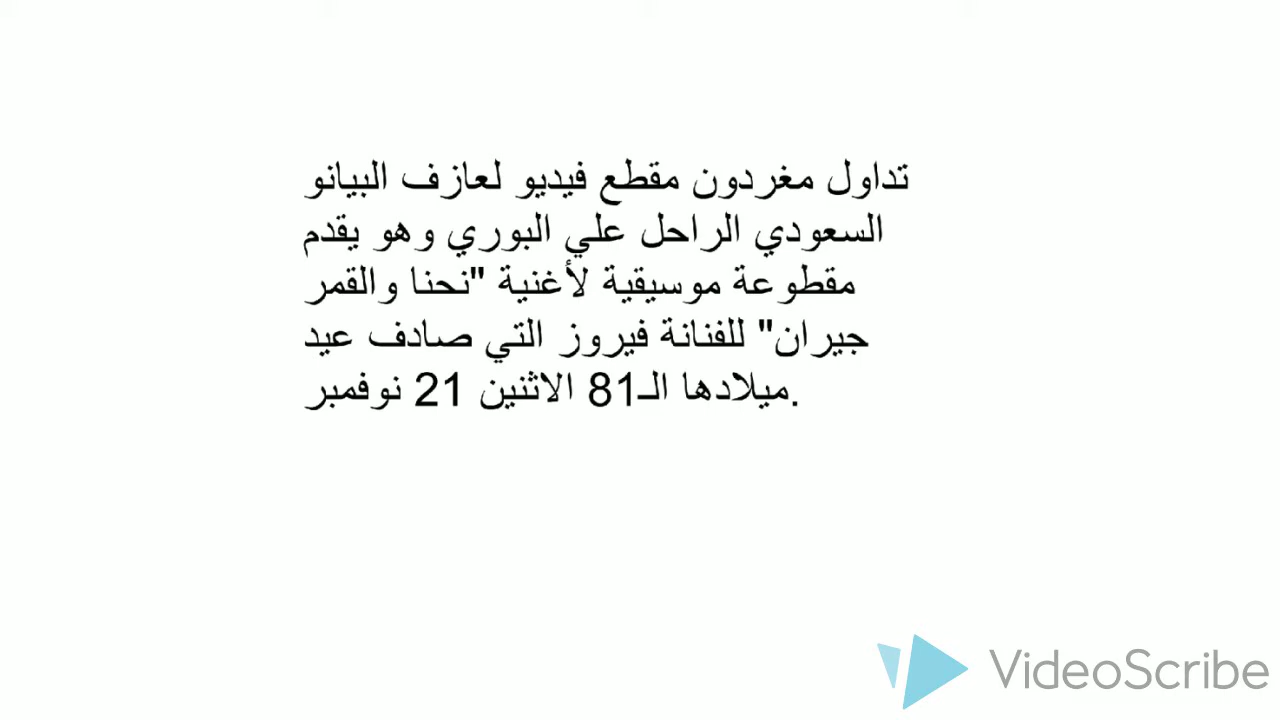 تداول مغردون مقطع فيديو لعازف البيانو
السعودي الراحل علي البوري وهو يقدم
مقطوعة موسيقية لأغنية "نحنا والقمر
جيران" للفنانة فيروز التي صادف عيد
ميلادها الـ81 الاثنين 21 نوفمبر.
VideoScribe